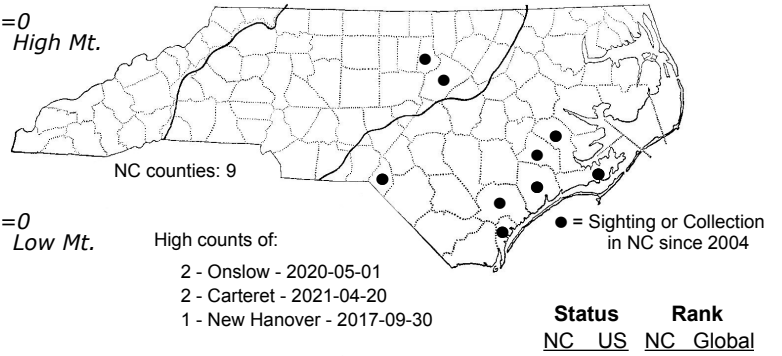 =0
High Mt.
NC counties: 9
=0
Low Mt.
High counts of:
2 - Onslow - 2020-05-01
2 - Carteret - 2021-04-20
1 - New Hanover - 2017-09-30
● = Sighting or Collection
in NC since 2004
Status Rank
NC US NC Global